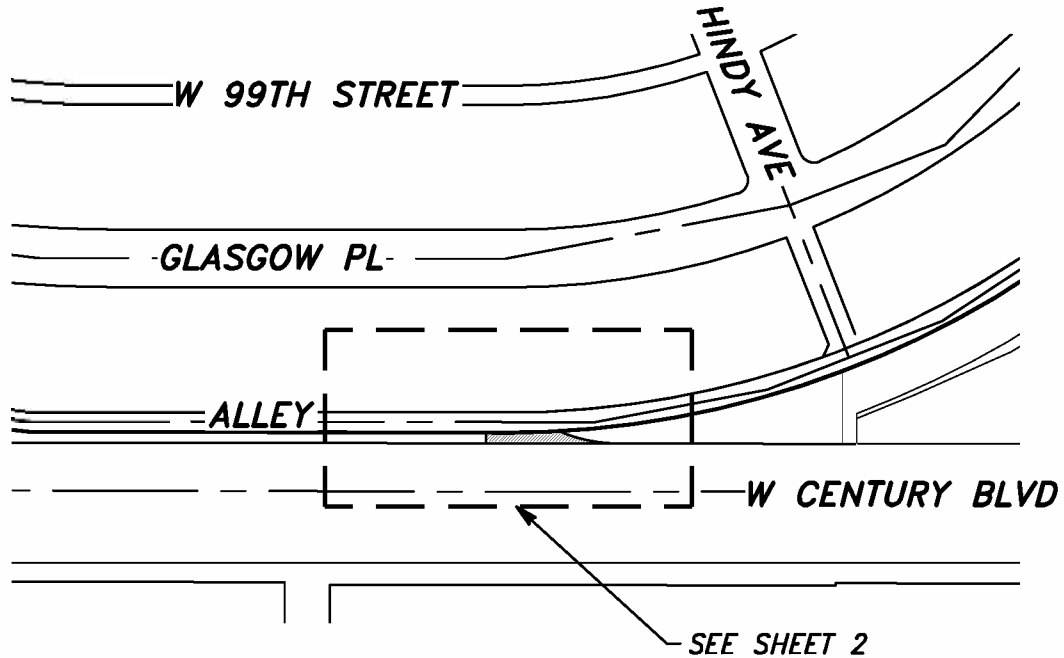 HINDY AVE
W 99TH STREET
GLASGOW PL
ALLEY
W CENTURY BLVD
SEE SHEET 2